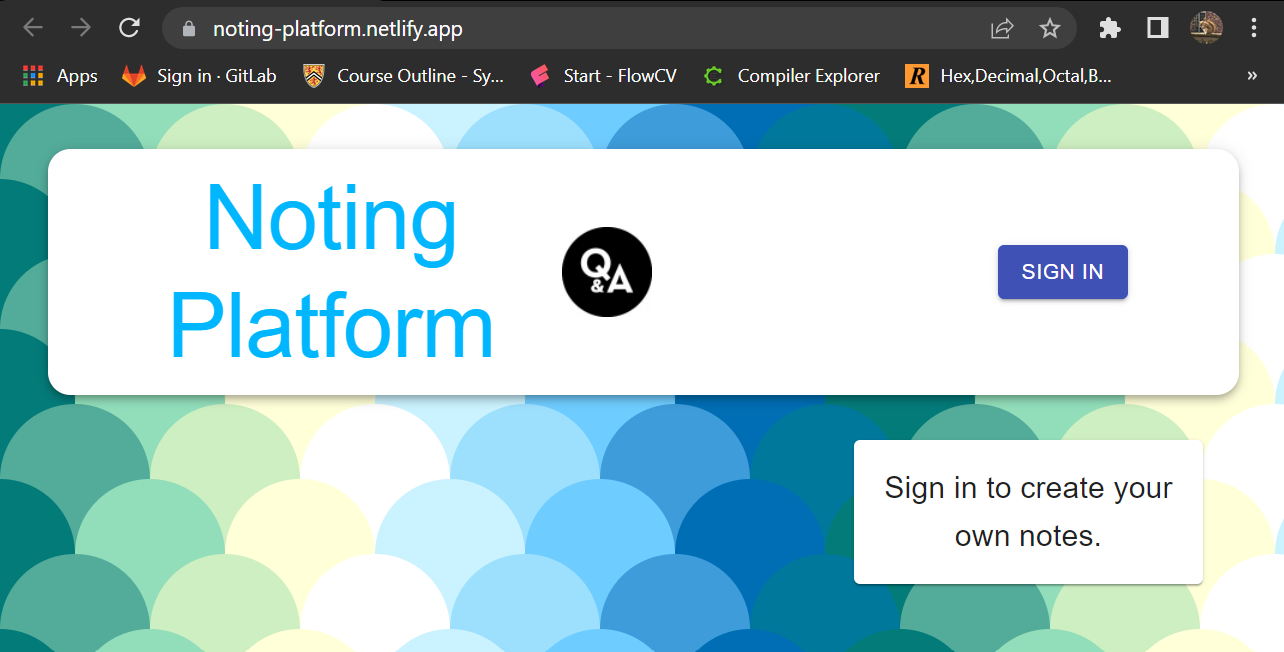 noting-platform.netlify.app
Apps Sign in · GitLab Course Outline - Sy... Start - FlowCV Compiler Explorer R Hex,Decimal,Octal,B... »
Noting
Platform
Q
&A
SIGN IN
Sign in to create your
own notes.